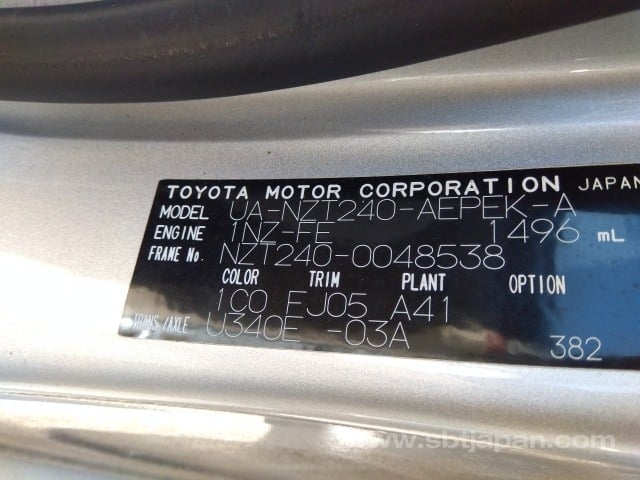 TOYOTA MOTOR CORPORATION JAPAN
MODEL UA-NZT240-AEPEK-A
ENGINE 1NZ-FE 1496 mL
FRAME No. NZT240-0048538
COLOR TRIM PLANT OPTION
1C0 FJ05 A41
TRANS/AXLE U340E -03A
382
www.sbtjapan.com